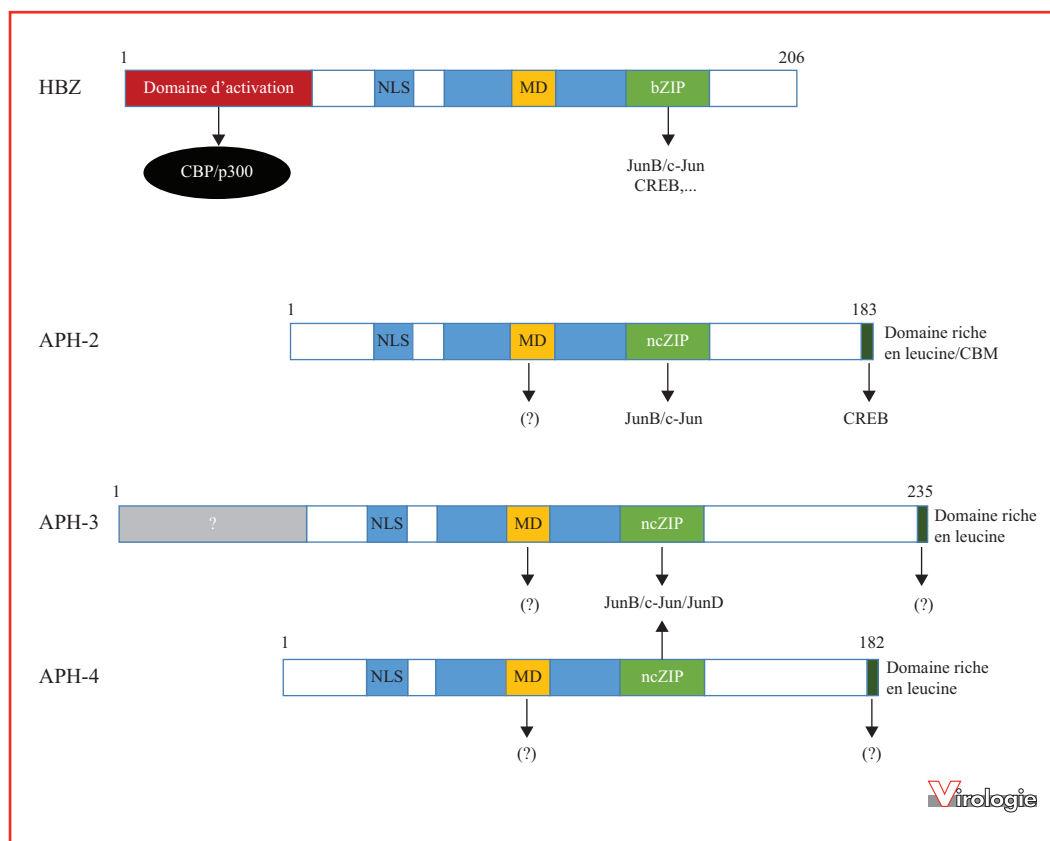 1
206
HBZ
Domaine d'activation
NLS
MD
bZIP
CBP/p300
JunB/c-Jun
CREB,...
1
183
APH-2
NLS
MD
ncZIP
Domaine riche
en leucine/CBM
(?)
JunB/c-Jun
CREB
1
235
APH-3
?
NLS
MD
ncZIP
Domaine riche
en leucine
(?)
JunB/c-Jun/JunD
(?)
1
182
APH-4
NLS
MD
ncZIP
Domaine riche
en leucine
(?)
(?)
Virologie